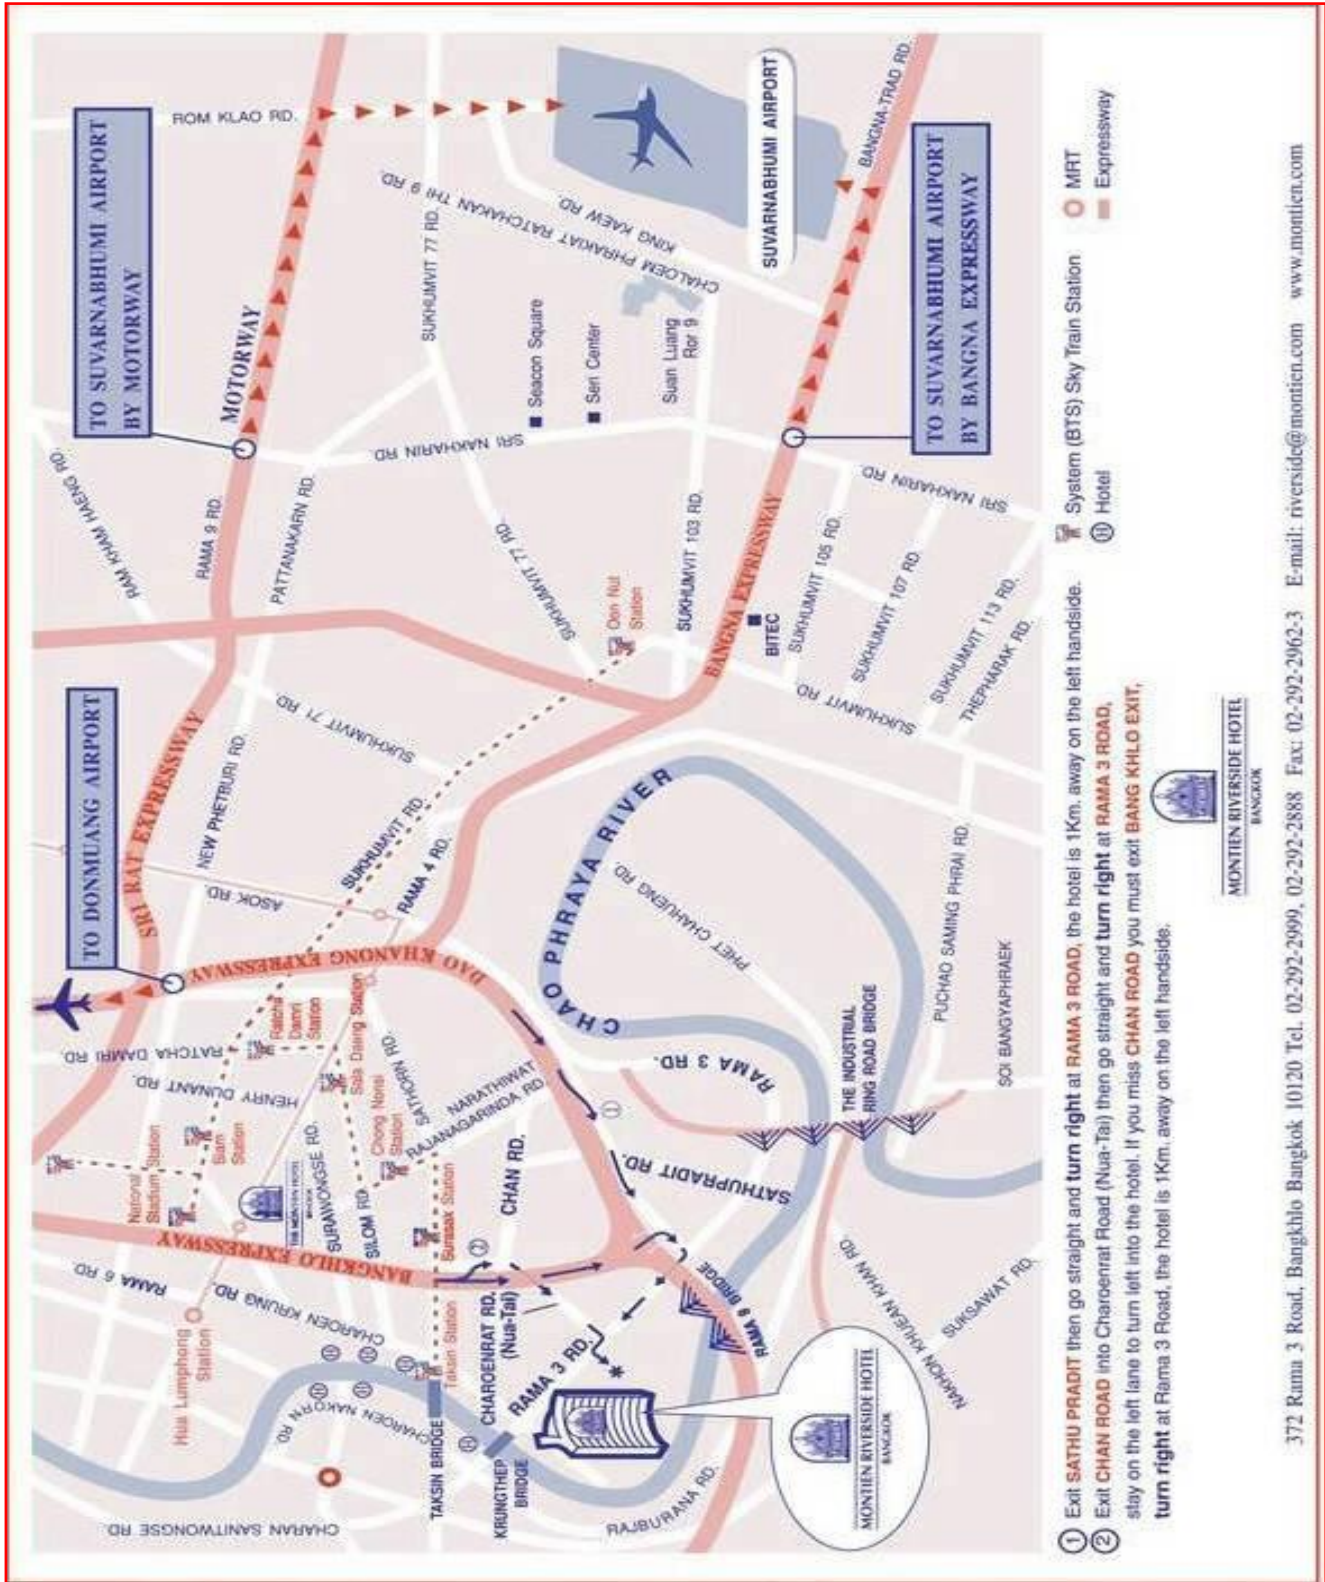 TO SUVARNABHUMI AIRPORT
BY MOTORWAY
ROM KLAO RD.
MOTORWAY
SUKHUMVIT 77 RD.
CHALOEM PHRAKIAT RATCHAKAN THI 9 RD.
KING KAEW RD.
SUVARNABHUMI AIRPORT
BANGNA-TRAD RD.
TO SUVARNABHUMI AIRPORT
BY BANGNA EXPRESSWAY
Seacon Square
Seri Center
Suan Luang
Ror 9
SRI NAKHARIN RD
SRI NAKHARIN RD
RAM KHAM HAENG RD.
RAMA 9 RD.
PATTANAKARN RD.
SUKHUMVIT 77 RD.
SUKHUMVIT 71 RD.
Oon Nut
Station
SUKHUMVIT 103 RD.
BANGNA EXPRESSWAY
BITEC
SUKHUMVIT 105 RD.
SUKHUMVIT 107 RD
SUKHUMVIT 113 RD.
THEPHARAK RD.
SUKHUMVIT RD.
TO DONMUANG AIRPORT
SRI RAT EXPRESSWAY
NEW PHETBURI RD.
ASOK RD.
SUKHUMVIT RD.
RAMA 4 RD.
DAO KHANONG EXPRESSWAY
CHAO PHRAYA RIVER
PHET CHAHUENG RD.
PUCHAO SAMING PHRAI RD.
SOI BANGYAPHRAEK
RATCHA DAMRI RD.
HENRY DUNANT RD.
Ratcha
Damri
Station
Sala Daeng Station
SATHORN RD.
Chong Nonsi
Station
NARATHIWAT
RAJANAGARINDA RD.
National
Stadium Station
Siam
Station
THE MONTIEN HOTEL
SURAWONGSE RD.
SILOM RD
Surasax Station
CHAN RD.
SATHUPRADIT RD.
RAMA 3 RD.
THE INDUSTRIAL
RING ROAD BRIDGE
BANGKHLO EXPRESSWAY
RAMA 6 RD
Hua Lumphong
Station
CHAROEN KRUNG RD.
CHAROEN NAKORN RD
Taksin Station
TAKSIN BRIDGE
CHAROENRAT RD.
(Nua-Tai)
KRUNGTHEP
BRIDGE
RAMA 3 RD.
RAMA 9 BRIDGE
NAKHON KHUEAN KHAN RD.
SUKSAWAT RD.
RAJBURANA RD.
CHARAN SANITWONGSE RD.
1
2
MONTIEN RIVERSIDE HOTEL
BANGKOK
System (BTS) Sky Train Station
MRT
H Hotel
Expressway
1 Exit SATHU PRADIT then go straight and turn right at RAMA 3 ROAD, the hotel is 1Km. away on the left handside.
2 Exit CHAN ROAD into Charoenrat Road (Nua-Tai) then go straight and turn right at RAMA 3 ROAD,
stay on the left lane to turn left into the hotel. If you miss CHAN ROAD you must exit BANG KHLO EXIT,
turn right at Rama 3 Road, the hotel is 1Km. away on the left handside.
MONTIEN RIVERSIDE HOTEL
BANGKOK
372 Rama 3 Road, Bangkhlo Bangkok 10120 Tel. 02-292-2999, 02-292-2888 Fax: 02-292-2962-3 E-mail: riverside@montien.com www.montien.com